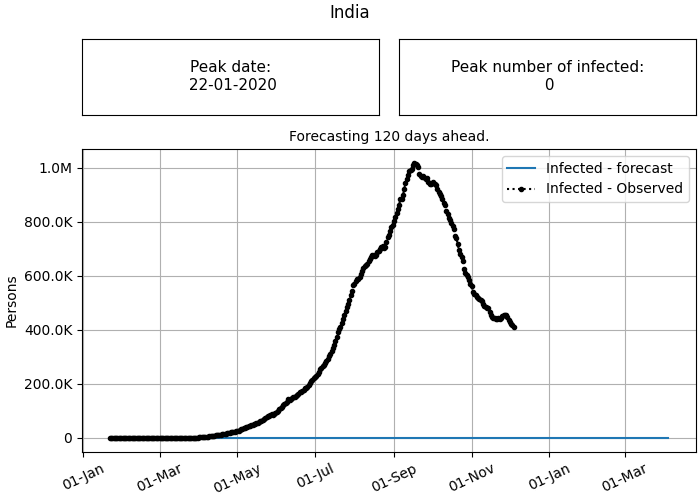 India
Peak date:
22-01-2020
Peak number of infected:
0
Forecasting 120 days ahead.
Infected - forecast
Infected - Observed
Persons
1.0M
800.0K
600.0K
400.0K
200.0K
0
01-Jan
01-Mar
01-May
01-Jul
01-Sep
01-Nov
01-Jan
01-Mar